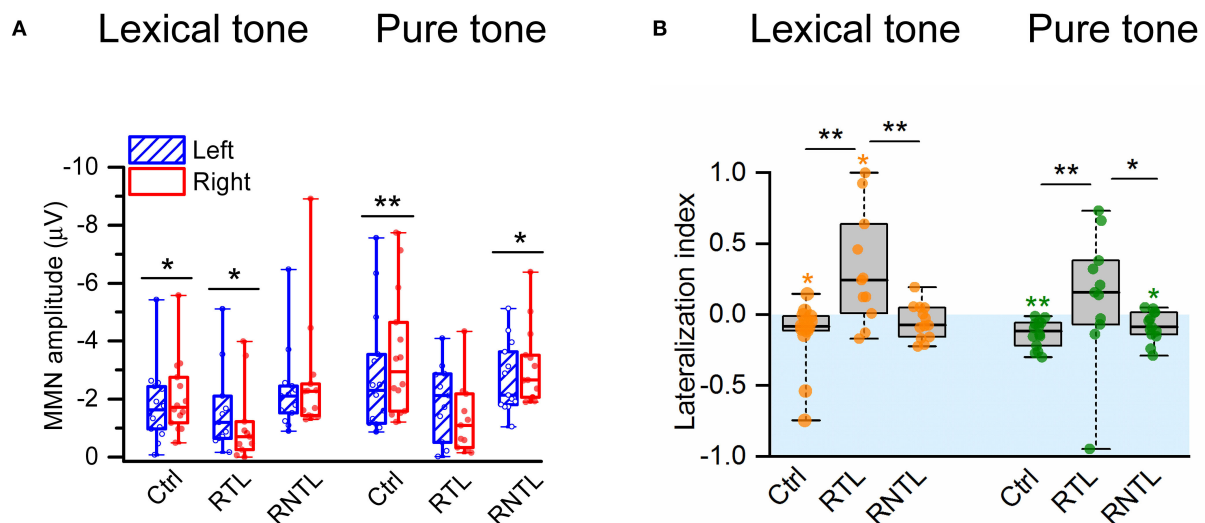 A
Lexical tone
Pure tone
Left
Right
MMN amplitude (μV)
-10
-8
-6
-4
-2
0
*
*
**
*
Ctrl
RTL
RNTL
Ctrl
RTL
RNTL
B
Lexical tone
Pure tone
Lateralization index
1.0
0.5
0.0
-0.5
-1.0
**
**
*
*
**
*
**
*
Ctrl
RTL
RNTL
Ctrl
RTL
RNTL